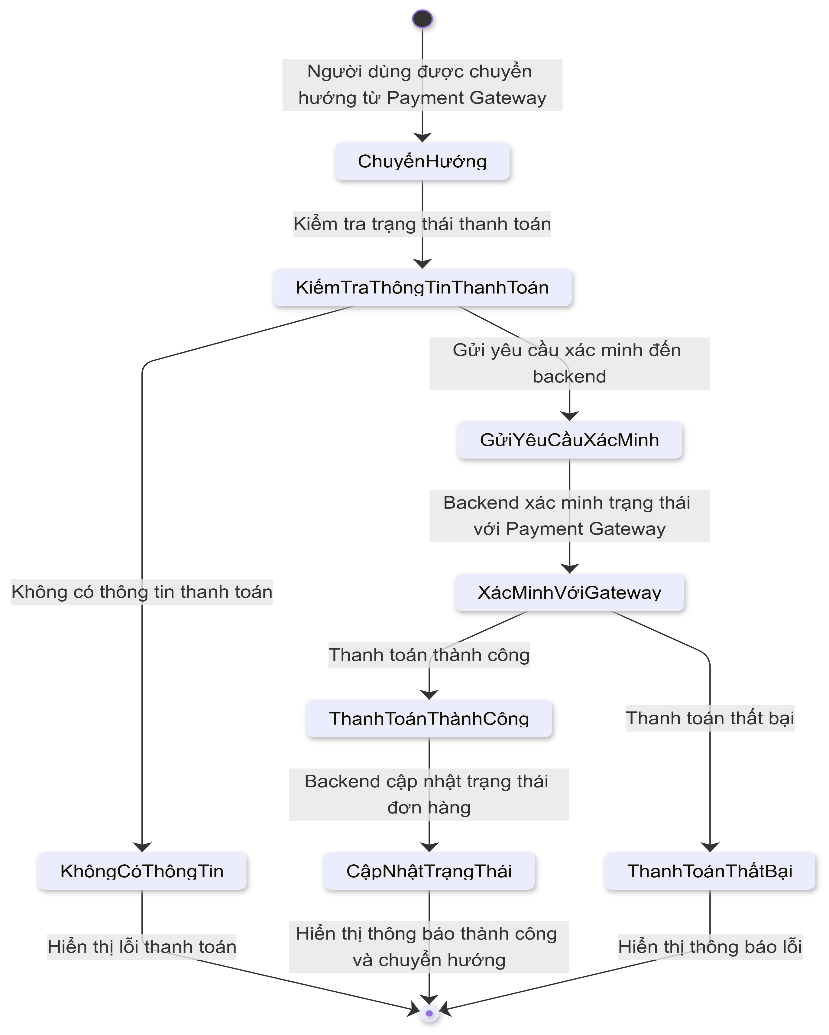 Người dùng được chuyển
hướng từ Payment Gateway
ChuyểnHướng
Kiểm tra trạng thái thanh toán
KiểmTraThôngTinThanhToán
Gửi yêu cầu xác minh đến
backend
GửiYêuCầuXácMinh
Backend xác minh trạng thái
với Payment Gateway
Không có thông tin thanh toán
XácMinhVớiGateway
Thanh toán thành công
ThanhToánThànhCông
Thanh toán thất bại
Backend cập nhật trạng thái
đơn hàng
KhôngCóThôngTin
CậpNhậtTrạngThái
ThanhToánThấtBại
Hiển thị lỗi thanh toán
Hiển thị thông báo thành công
và chuyển hướng
Hiển thị thông báo lỗi